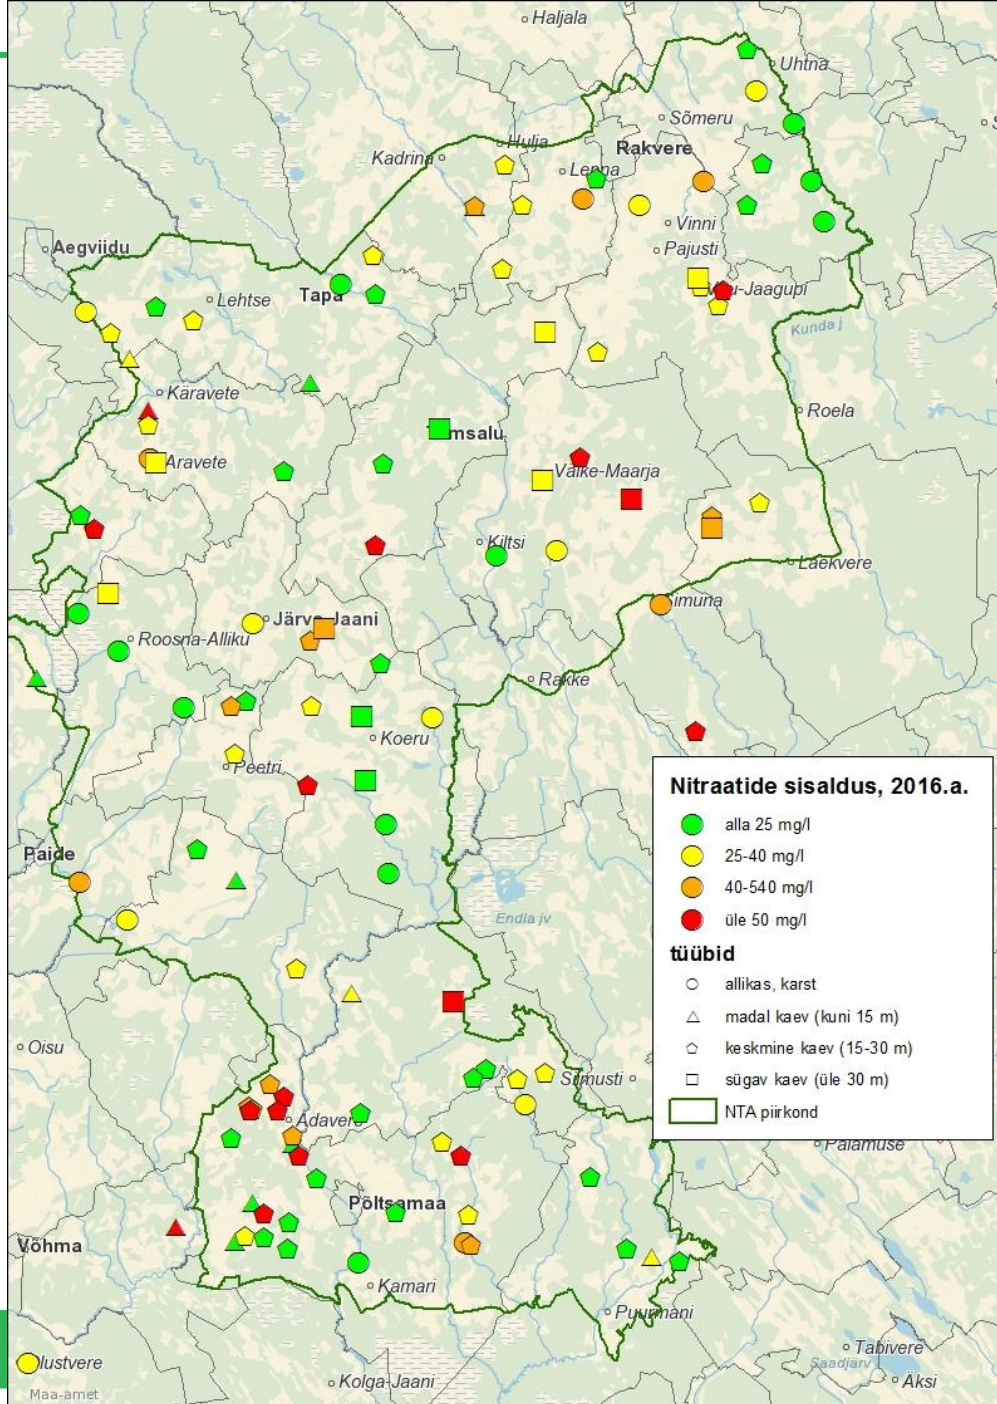 Haljala
Uhtna
Sõmeru
Hulja
Rakvere
Kadrina
Vinni
Pajusti
Aegviidu
Lehtse
Tapa
u-Jaagupi
Kunda j
Käravete
Roela
msalu
Aravete
Väike-Maarja
Kiltsi
Laekvere
imuna
Järva-Jaani
Roosna-Alliku
Rakke
Koeru
Peetri
Nitraatide sisaldus, 2016.a.
alla 25 mg/l
25-40 mg/l
40-540 mg/l
üle 50 mg/l
tüübid
allikas, karst
madal kaev (kuni 15 m)
keskmine kaev (15-30 m)
sügav kaev (üle 30 m)
NTA piirkond
Paide
Endla jv
Oisu
Siimusti
Adavere
Palamuse
Põltsamaa
Võhma
Kamari
Puurmani
Tabivere
Saadjärv
lustvere
Kolga-Jaani
Äksi
Maa-amet